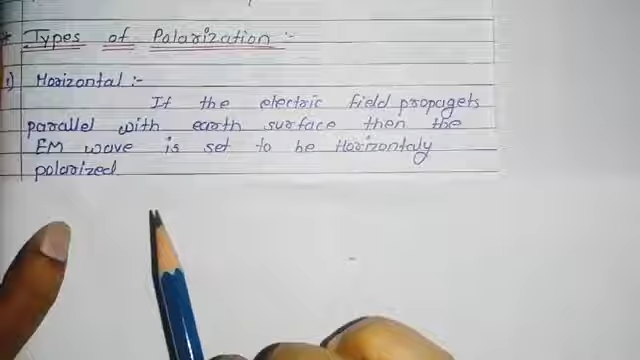 * Types of Polarization :-
1) Horizontal :-
If the electric field propagets
parallel with earth surface then the
EM wave is set to be Horizontaly
polarized